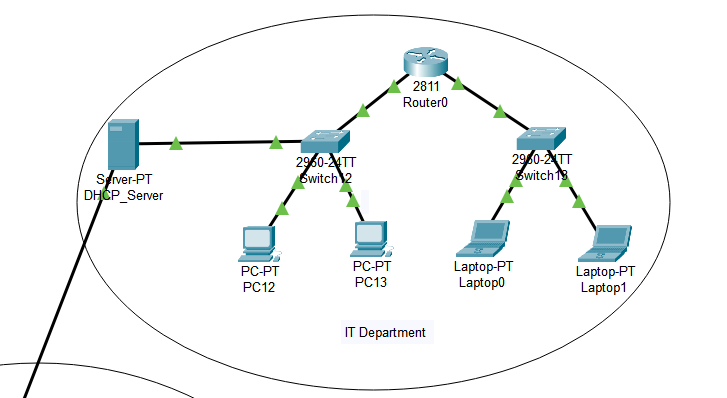 2811
Router0
2960-24TT
Switch12
2960-24TT
Switch13
Server-PT
DHCP_Server
PC-PT
PC12
PC-PT
PC13
Laptop-PT
Laptop0
Laptop-PT
Laptop1
IT Department